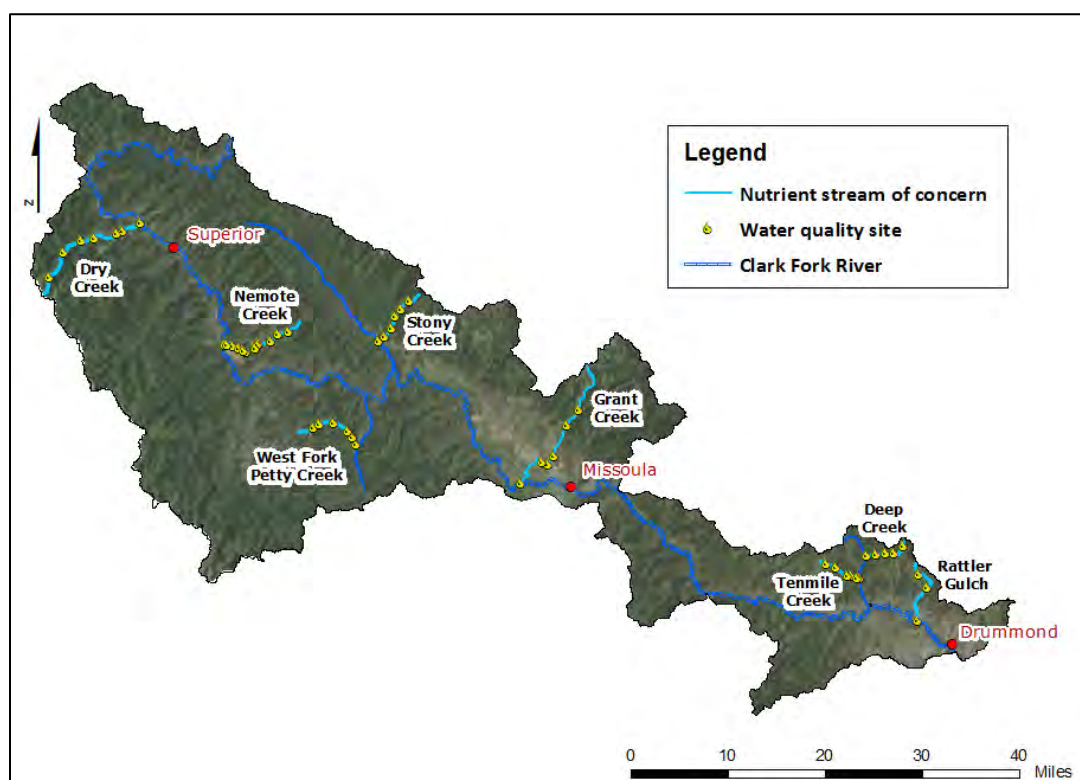 Legend
Nutrient stream of concern
Water quality site
Clark Fork River
N
Superior
Dry
Creek
Nemote
Creek
Stony
Creek
Grant
Creek
West Fork
Petty Creek
Missoula
Deep
Creek
Rattler
Gulch
Tenmile
Creek
Drummond
0 10 20 30 40
Miles